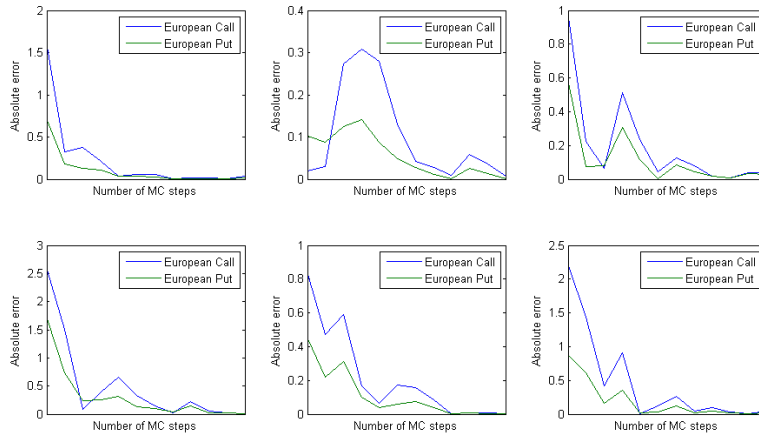 2
1.5
1
0.5
0
Absolute error
Number of MC steps
European Call
European Put
0.4
0.3
0.2
0.1
0
Absolute error
Number of MC steps
European Call
European Put
1
0.8
0.6
0.4
0.2
0
Absolute error
Number of MC steps
European Call
European Put
3
2.5
2
1.5
1
0.5
0
Absolute error
Number of MC steps
European Call
European Put
1
0.8
0.6
0.4
0.2
0
Absolute error
Number of MC steps
European Call
European Put
2.5
2
1.5
1
0.5
0
Absolute error
Number of MC steps
European Call
European Put